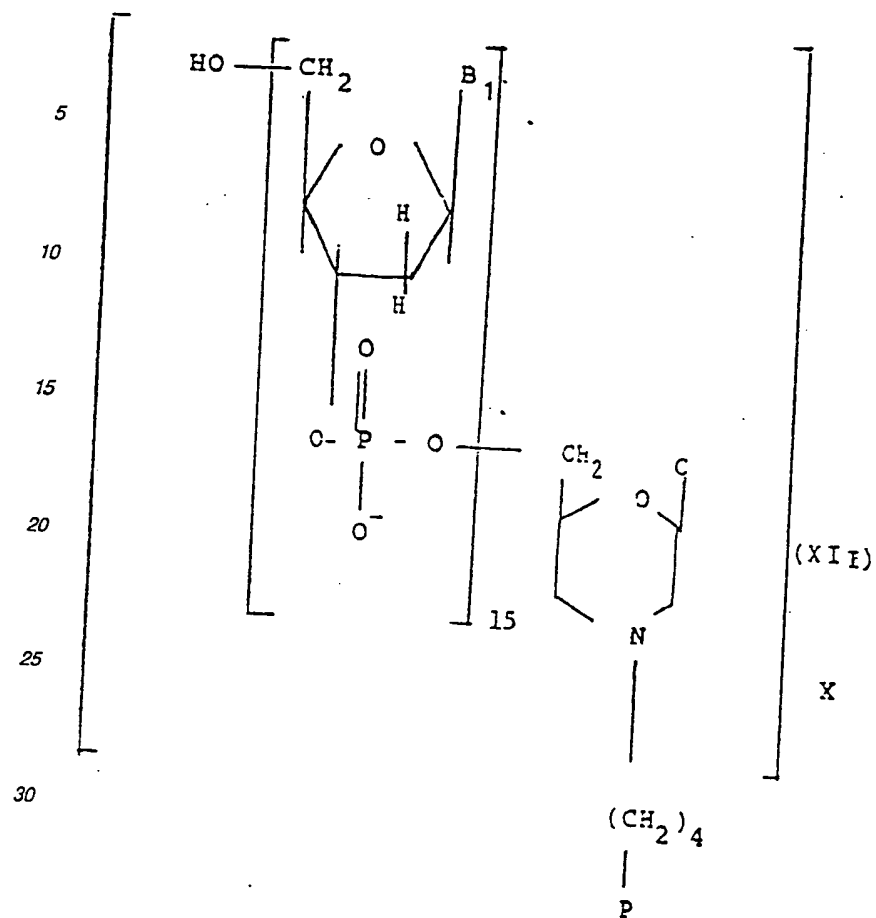 HO CH2 B1
5
O
H
10
H
O
15
O- P - O CH2 C
O
20 O-
(XII)
15
N
25
X
30
(CH2)4
P